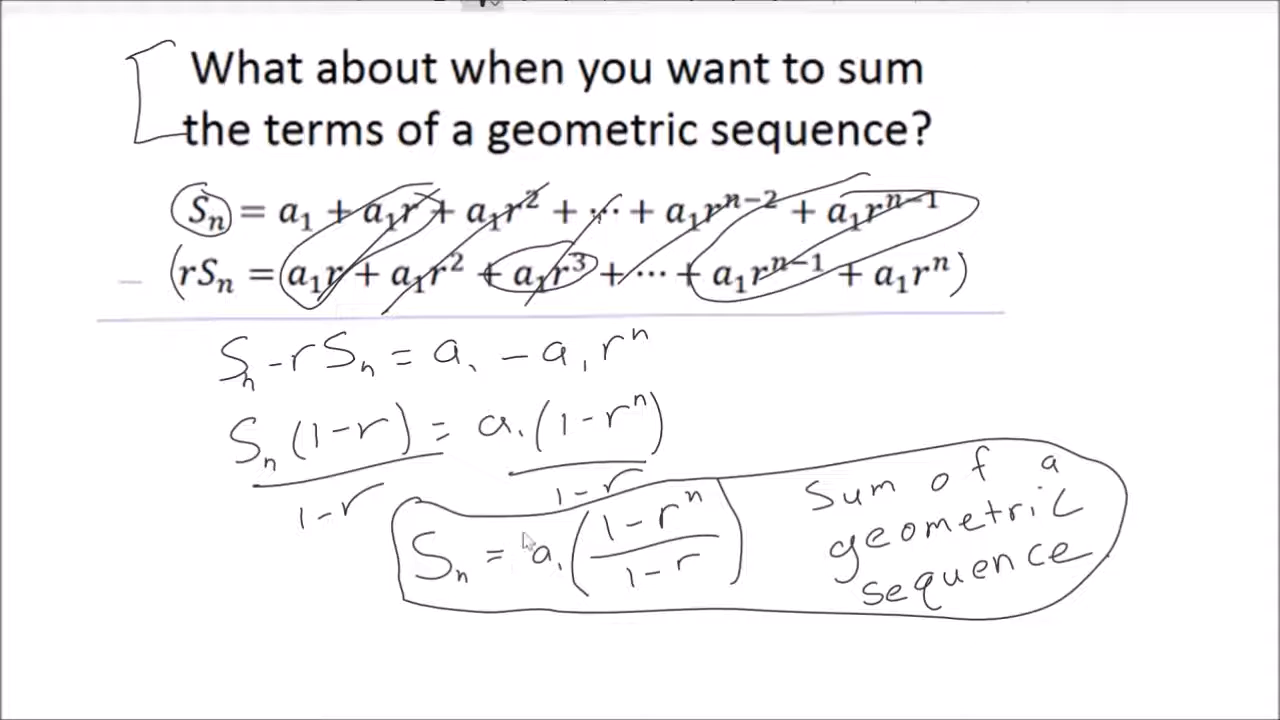 What about when you want to sum
the terms of a geometric sequence?
Sₙ = a₁ + a₁r + a₁r² + ⋯ + a₁rⁿ⁻² + a₁rⁿ⁻¹
(rSₙ = a₁r + a₁r² + a₁r³ + ⋯ + a₁rⁿ⁻¹ + a₁rⁿ)
Sₙ - rSₙ = a₁ - a₁rⁿ
Sₙ(1-r) = a₁(1-rⁿ)
1-r 1-r
Sₙ = a₁(
1-rⁿ
1-r
)
Sum of a
geometric
sequence